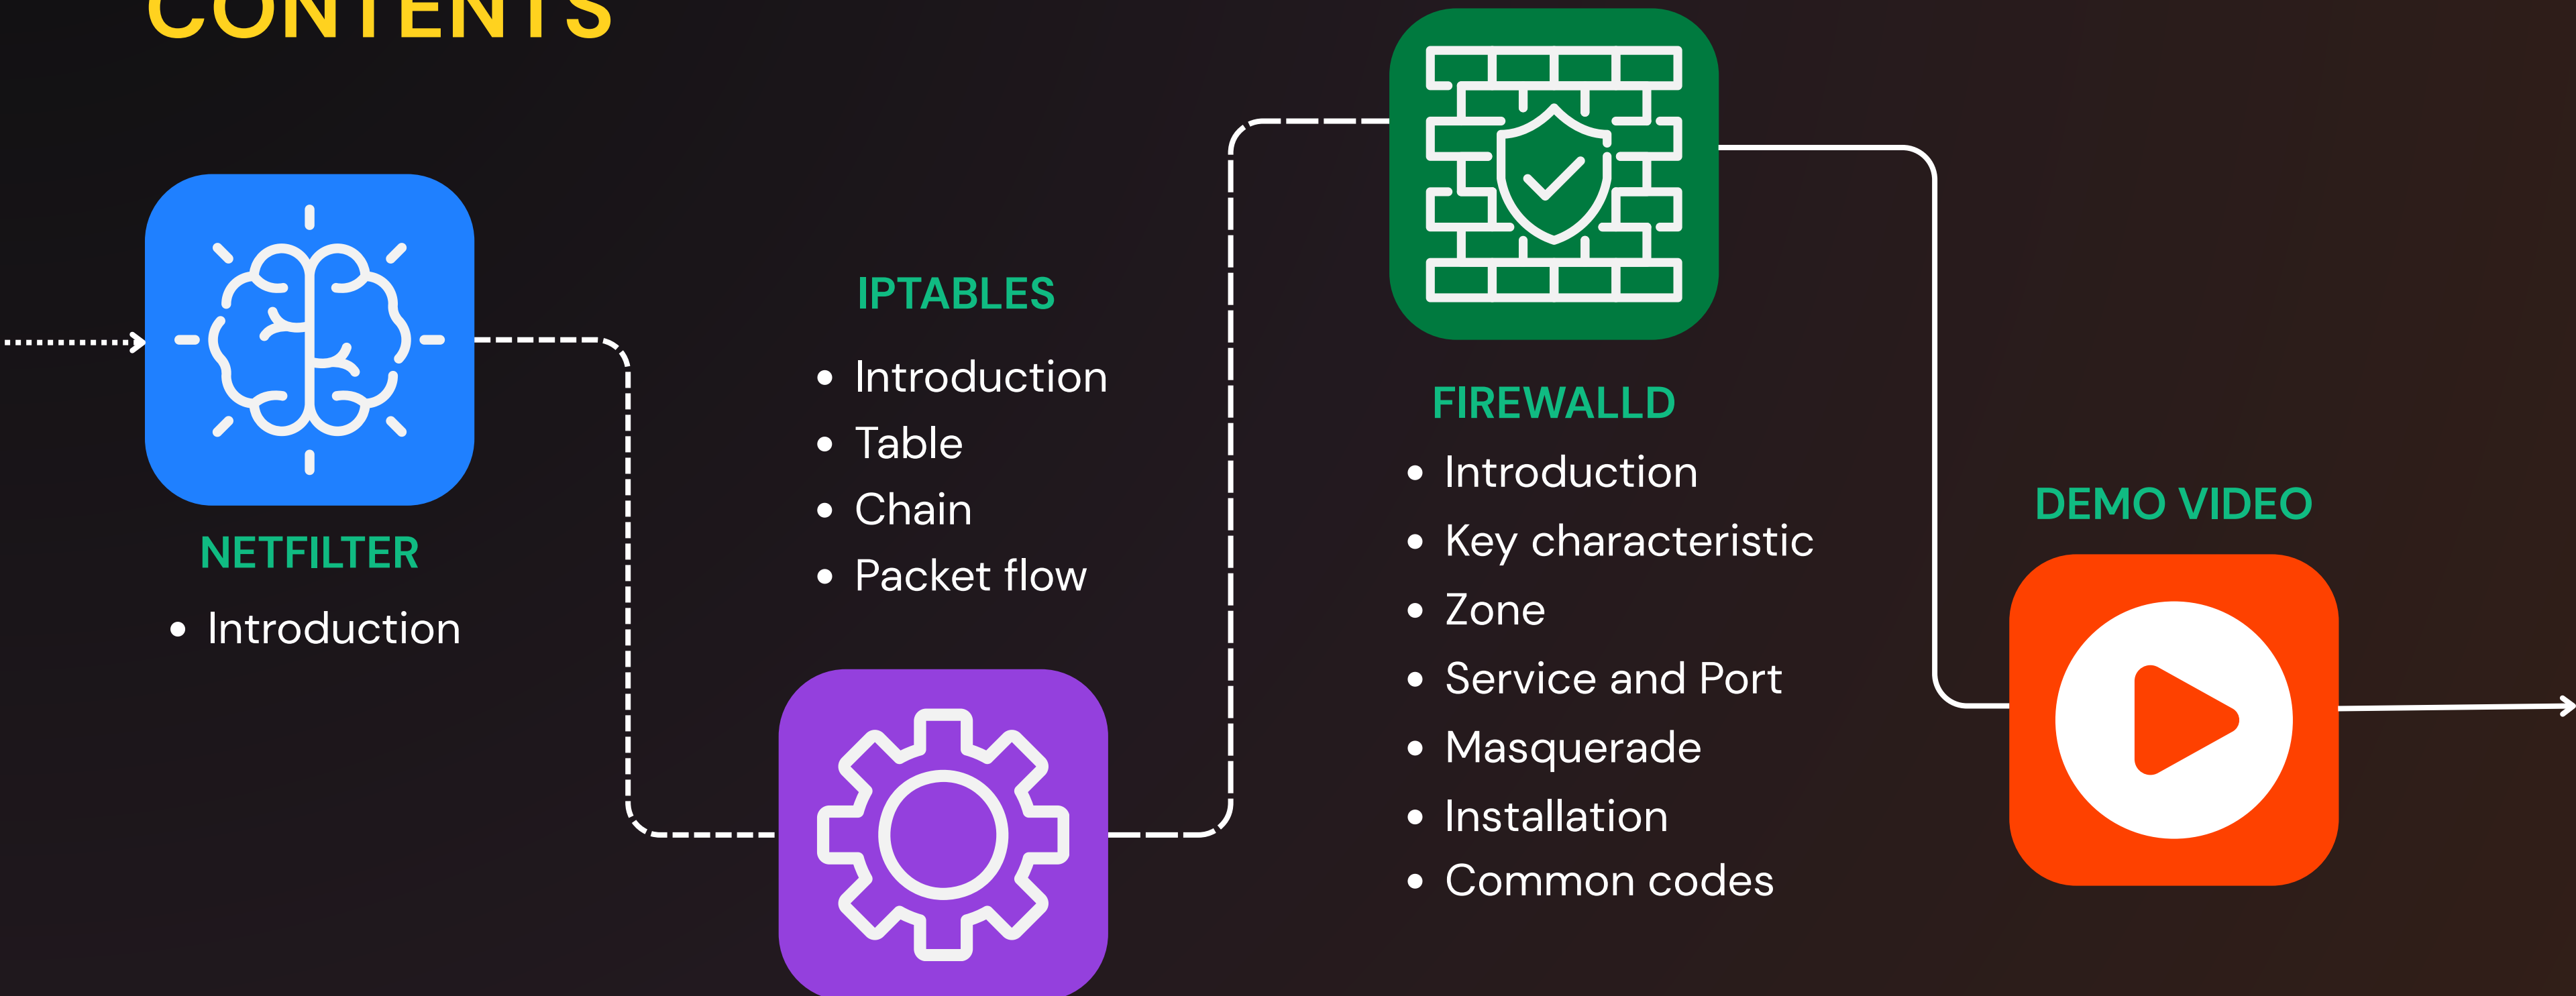 CONTENTS
NETFILTER
• Introduction
IPTABLES
• Introduction
• Table
• Chain
• Packet flow
FIREWALLD
• Introduction
• Key characteristic
• Zone
• Service and Port
• Masquerade
• Installation
• Common codes
DEMO VIDEO